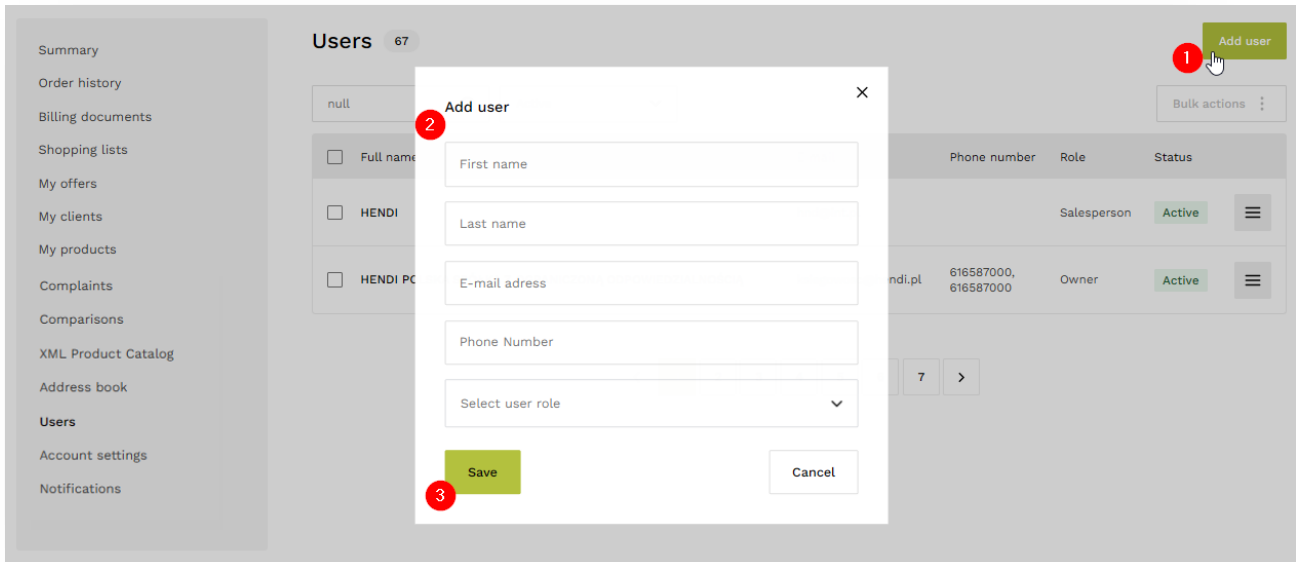 Summary
Order history
Billing documents
Shopping lists
My offers
My clients
My products
Complaints
Comparisons
XML Product Catalog
Address book
Users
Account settings
Notifications
Users 67
Add user
1
null
Bulk actions
Full name
Phone number Role Status
HENDI
Salesperson Active
HENDI PO
ndi.pl
616587000,
616587000
Owner Active
7
Add user
2
First name
Last name
E-mail adress
Phone Number
Select user role
Save
Cancel
3